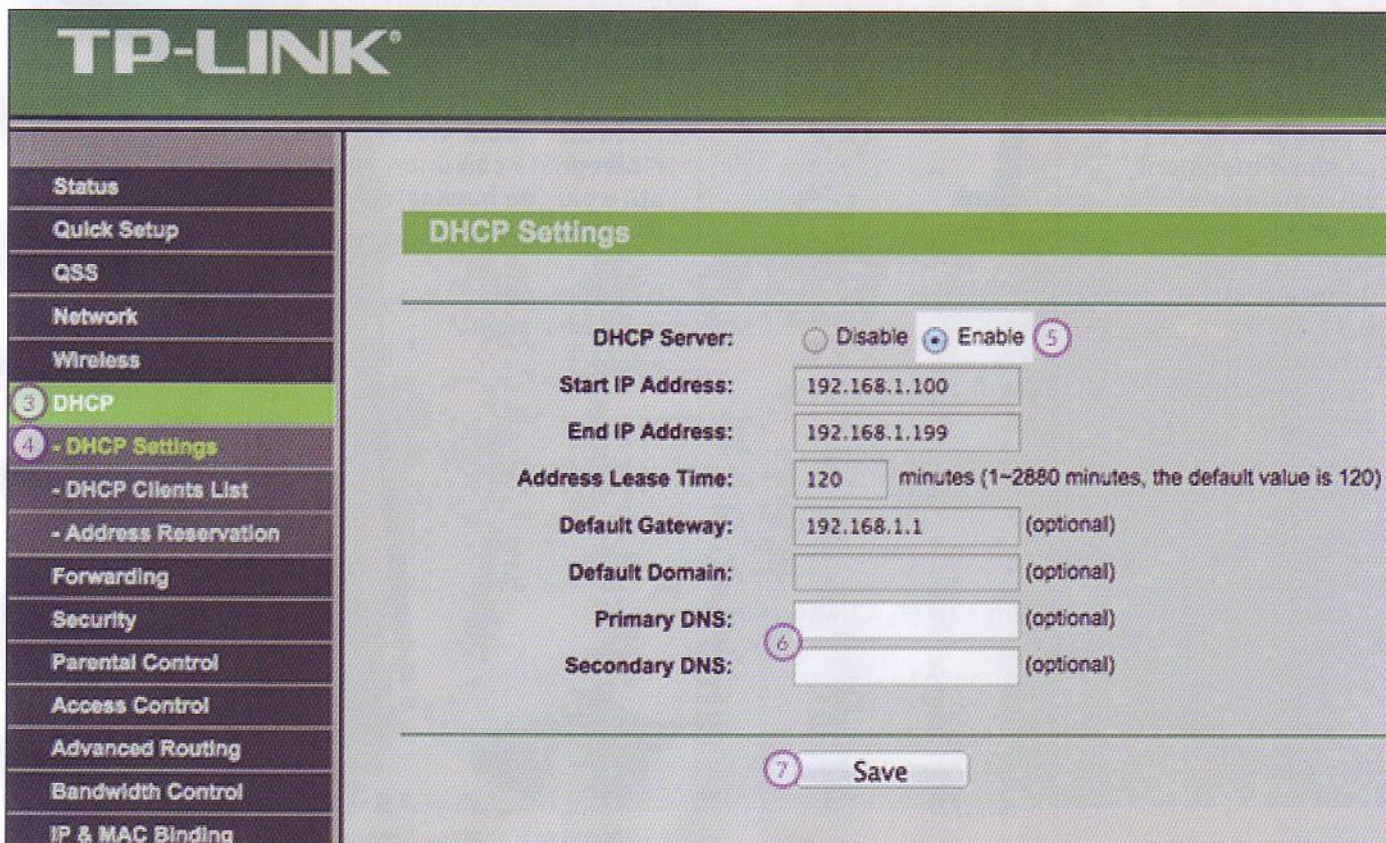 TP-LINK®
Status
Quick Setup
QSS
Network
Wireless
3 DHCP
4 - DHCP Settings
- DHCP Clients List
- Address Reservation
Forwarding
Security
Parental Control
Access Control
Advanced Routing
Bandwidth Control
IP & MAC Binding
DHCP Settings
DHCP Server: Disable Enable 5
Start IP Address: 192.168.1.100
End IP Address: 192.168.1.199
Address Lease Time: 120 minutes (1~2880 minutes, the default value is 120)
Default Gateway: 192.168.1.1 (optional)
Default Domain: (optional)
Primary DNS: (optional)
6
Secondary DNS: (optional)
7 Save